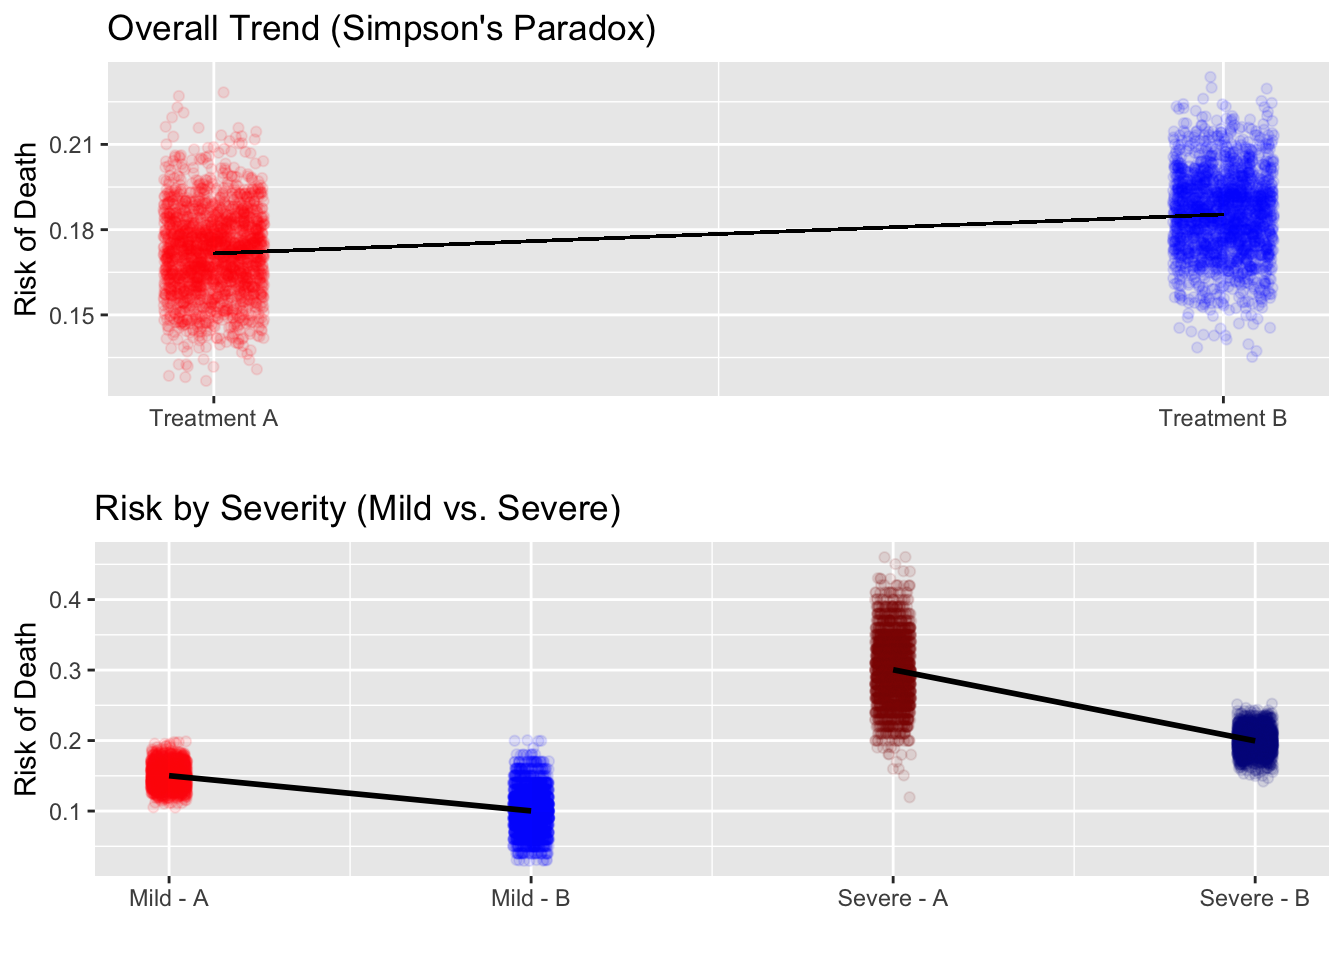 Overall Trend (Simpson's Paradox)
Risk of Death
0.21
0.18
0.15
Treatment A
Treatment B
Risk by Severity (Mild vs. Severe)
Risk of Death
0.4
0.3
0.2
0.1
Mild - A
Mild - B
Severe - A
Severe - B